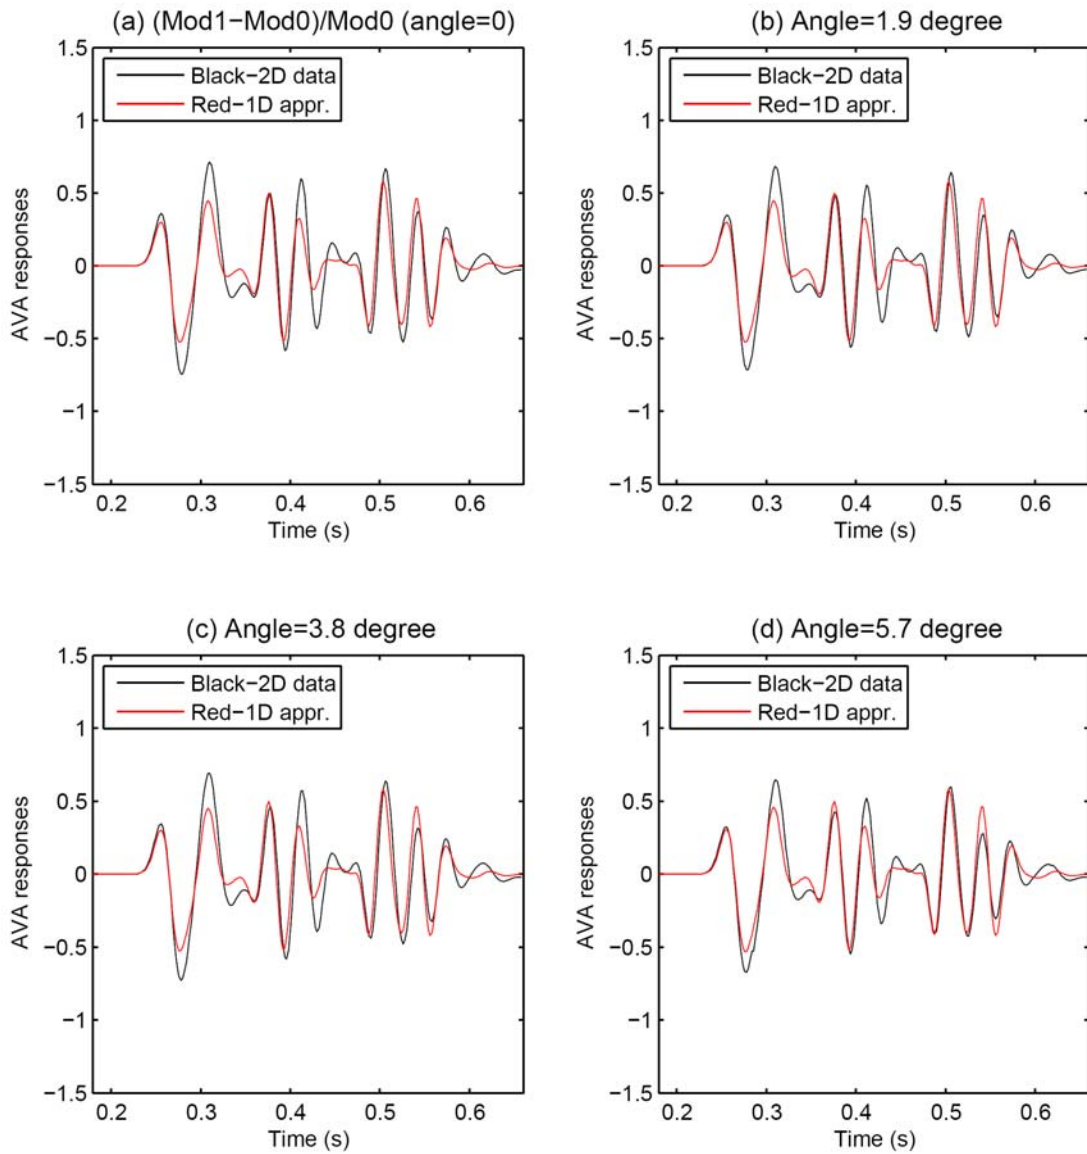 (a) (Mod1−Mod0)/Mod0 (angle=0)
1.5
1
0.5
0
−0.5
−1
−1.5
AVA responses
Black−2D data
Red−1D appr.
0.2 0.3 0.4 0.5 0.6
Time (s)
(b) Angle=1.9 degree
1.5
1
0.5
0
−0.5
−1
−1.5
AVA responses
Black−2D data
Red−1D appr.
0.2 0.3 0.4 0.5 0.6
Time (s)
(c) Angle=3.8 degree
1.5
1
0.5
0
−0.5
−1
−1.5
AVA responses
Black−2D data
Red−1D appr.
0.2 0.3 0.4 0.5 0.6
Time (s)
(d) Angle=5.7 degree
1.5
1
0.5
0
−0.5
−1
−1.5
AVA responses
Black−2D data
Red−1D appr.
0.2 0.3 0.4 0.5 0.6
Time (s)